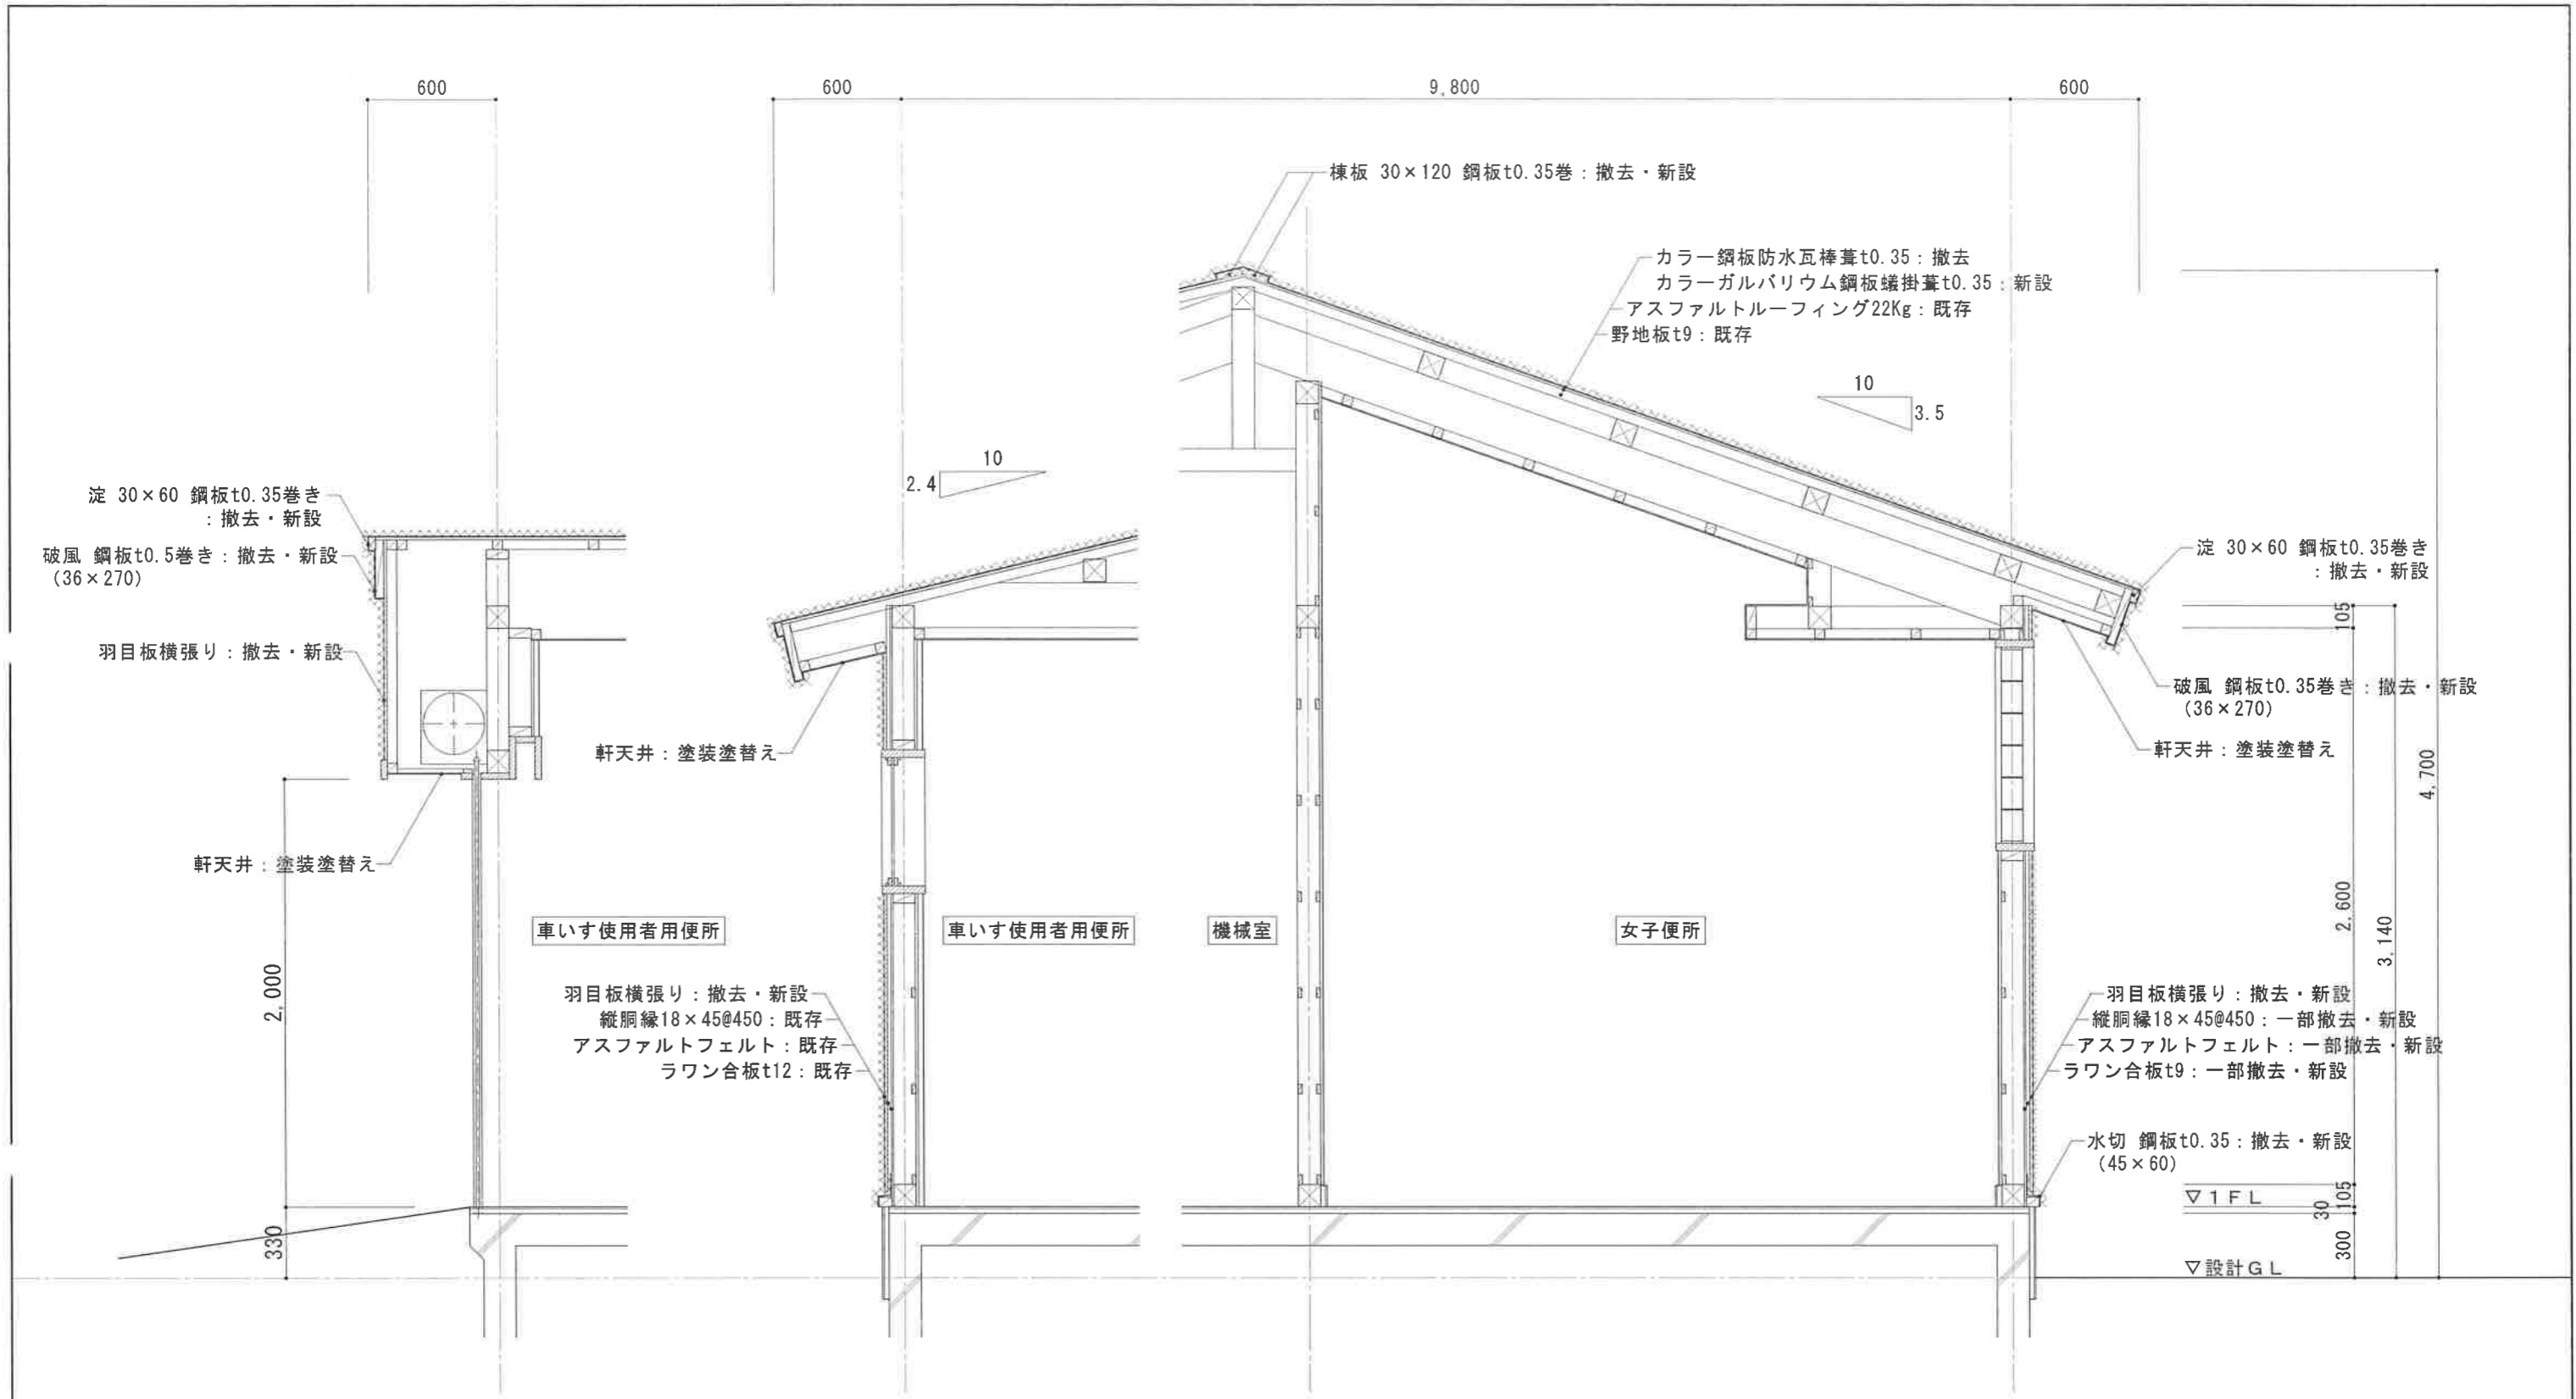 600
600
9,800
600
棟板 30×120 鋼板t0.35巻：撤去・新設
カラー鋼板防水瓦棒葺t0.35：撤去
カラーガルバリウム鋼板蟻掛葺t0.35：新設
アスファルトルーフィング22Kg：既存
野地板t9：既存
10
3.5
10
2.4
淀 30×60 鋼板t0.35巻き
：撤去・新設
破風 鋼板t0.5巻き：撤去・新設
(36×270)
羽目板横張り：撤去・新設
軒天井：塗装塗替え
軒天井：塗装塗替え
淀 30×60 鋼板t0.35巻き
：撤去・新設
破風 鋼板t0.35巻き：撤去・新設
(36×270)
軒天井：塗装塗替え
105
4,700
2,600
3,140
車いす使用者用便所
車いす使用者用便所
機械室
女子便所
2,000
330
羽目板横張り：撤去・新設
縦胴縁18×45@450：既存
アスファルトフェルト：既存
ラワン合板t12：既存
羽目板横張り：撤去・新設
縦胴縁18×45@450：一部撤去・新設
アスファルトフェルト：一部撤去・新設
ラワン合板t9：一部撤去・新設
水切 鋼板t0.35：撤去・新設
(45×60)
▽1FL
105
30
300
▽設計GL